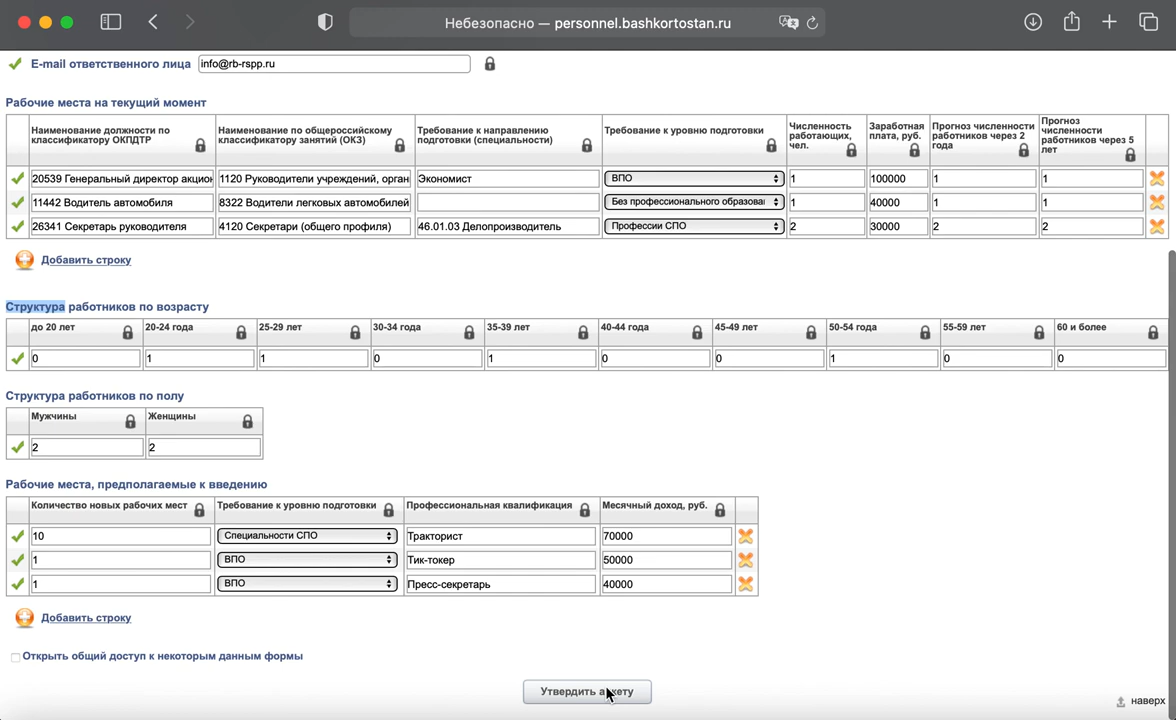 Небезопасно — personnel.bashkortostan.ru
E-mail ответственного лица info@rb-rspp.ru
Рабочие места на текущий момент
Наименование должности по классификатору ОКПДТР Наименование по общероссийскому классификатору занятий (ОКЗ) Требование к направлению подготовки (специальности) Требование к уровню подготовки Численность работающих, чел. Заработная плата, руб. Прогноз численности работников через 2 года Прогноз численности работников через 5 лет
20539 Генеральный директор акцион 1120 Руководители учреждений, орган Экономист ВПО 1 100000 1 1
11442 Водитель автомобиля 8322 Водители легковых автомобилей Без профессионального образова 1 40000 1 1
26341 Секретарь руководителя 4120 Секретари (общего профиля) 46.01.03 Делопроизводитель Профессии СПО 2 30000 2 2
Добавить строку
Структура работников по возрасту
до 20 лет 20-24 года 25-29 лет 30-34 года 35-39 лет 40-44 года 45-49 лет 50-54 года 55-59 лет 60 и более
0 1 1 0 1 0 0 1 0 0
Структура работников по полу
Мужчины Женщины
2 2
Рабочие места, предполагаемые к введению
Количество новых рабочих мест Требование к уровню подготовки Профессиональная квалификация Месячный доход, руб.
10 Специальности СПО Тракторист 70000
1 ВПО Тик-токер 50000
1 ВПО Пресс-секретарь 40000
Добавить строку
Открыть общий доступ к некоторым данным формы
Утвердить анкету
наверх